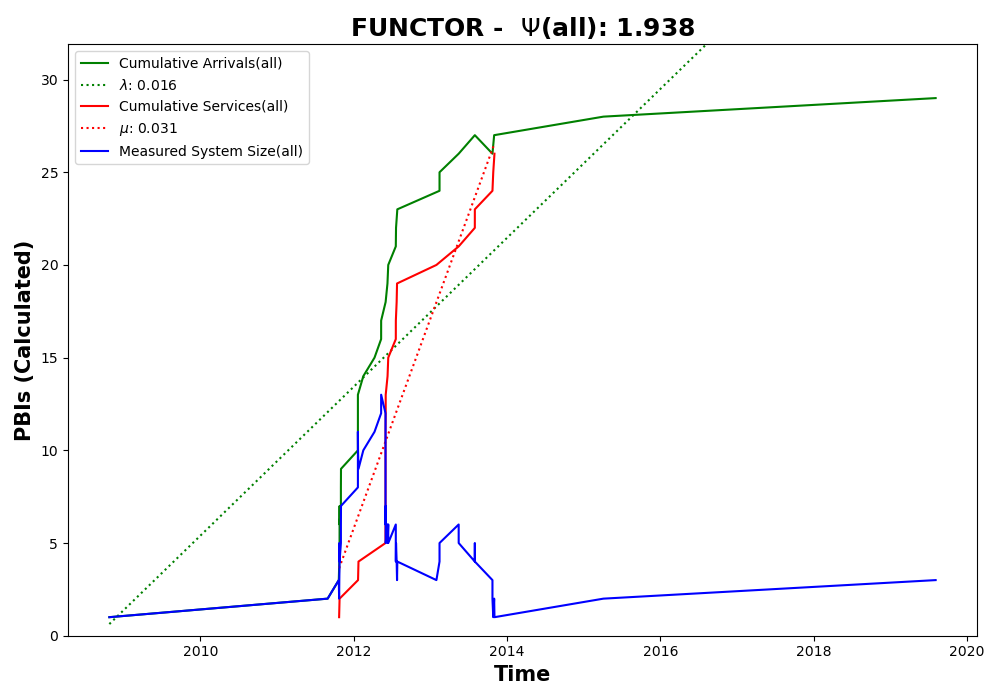 FUNCTOR - Ψ(all): 1.938
Cumulative Arrivals(all)
λ: 0.016
Cumulative Services(all)
μ: 0.031
Measured System Size(all)
PBIs (Calculated)
30
25
20
15
10
5
0
2010 2012 2014 2016 2018 2020
Time